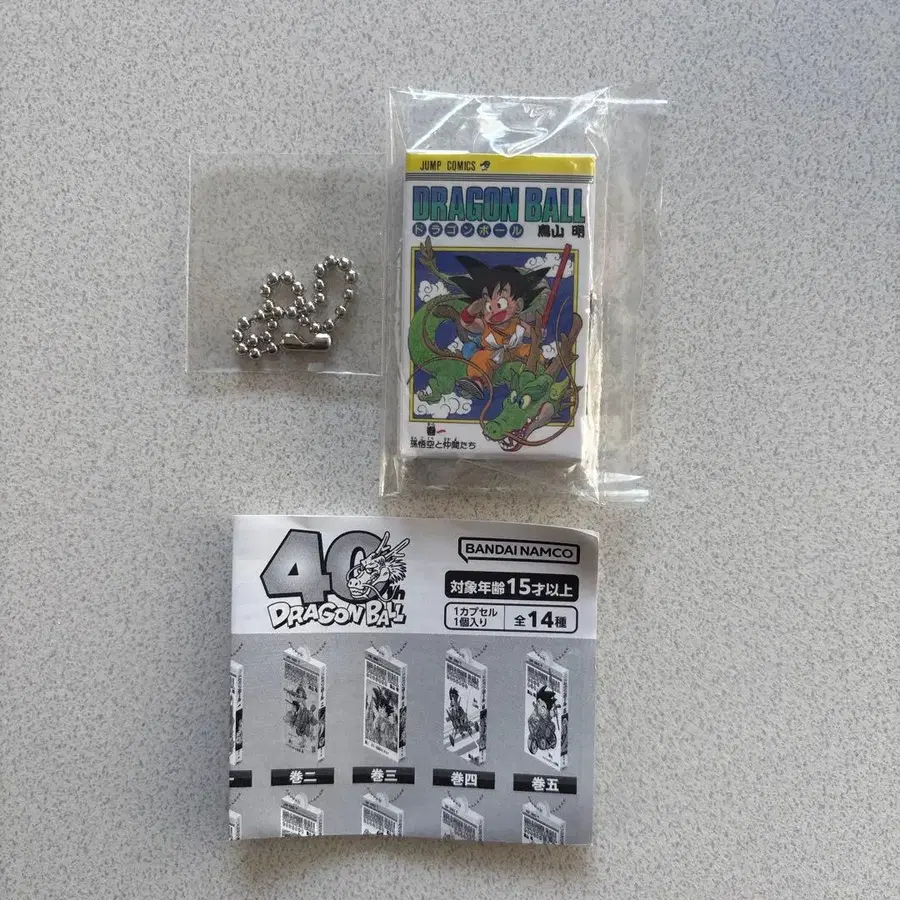 JUMP COMICS
DRAGON BALL
ドラゴンボール 鳥山 明
巻一
孫悟空と仲間たち
40th
DRAGON BALL
BANDAI NAMCO
対象年齢15才以上
1カプセル
1個入り
全14種
巻二
巻三
巻四
巻五